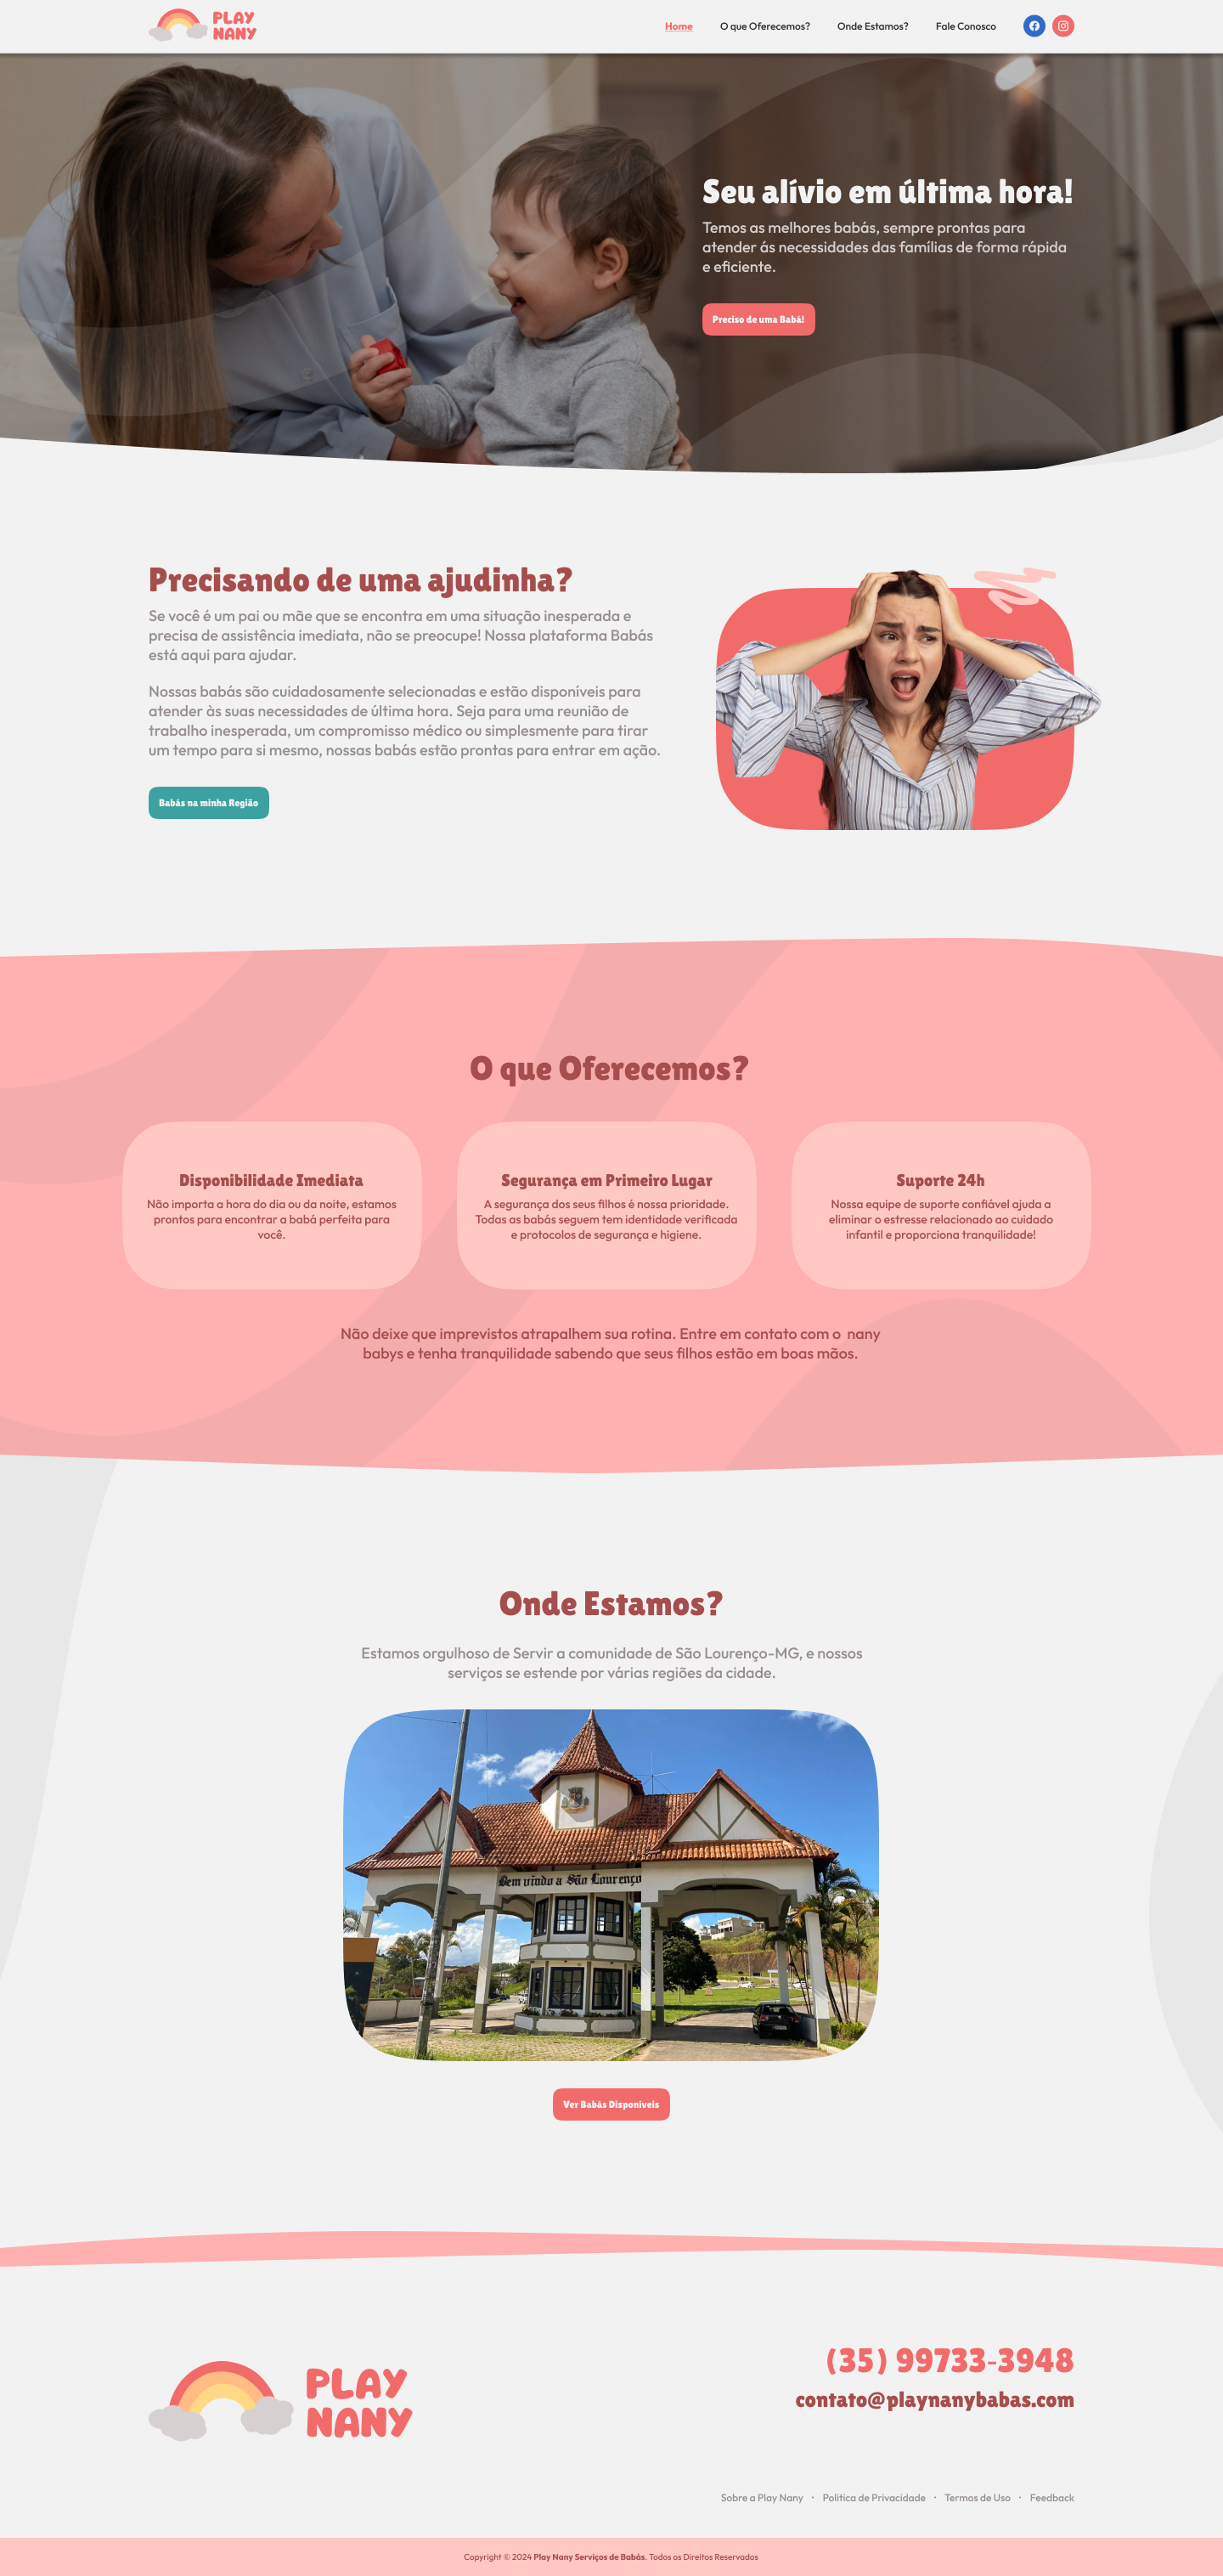 PLAY
NANY
Home O que Oferecemos? Onde Estamos? Fale Conosco
Seu alívio em última hora!
Temos as melhores babás, sempre prontas para
atender ás necessidades das famílias de forma rápida
e eficiente.
Preciso de uma Babá!
Precisando de uma ajudinha?
Se você é um pai ou mãe que se encontra em uma situação inesperada e
precisa de assistência imediata, não se preocupe! Nossa plataforma Babás
está aqui para ajudar.
Nossas babás são cuidadosamente selecionadas e estão disponíveis para
atender às suas necessidades de última hora. Seja para uma reunião de
trabalho inesperada, um compromisso médico ou simplesmente para tirar
um tempo para si mesmo, nossas babás estão prontas para entrar em ação.
Babás na minha Região
O que Oferecemos?
Disponibilidade Imediata
Não importa a hora do dia ou da noite, estamos
prontos para encontrar a babá perfeita para
você.
Segurança em Primeiro Lugar
A segurança dos seus filhos é nossa prioridade.
Todas as babás seguem tem identidade verificada
e protocolos de segurança e higiene.
Suporte 24h
Nossa equipe de suporte confiável ajuda a
eliminar o estresse relacionado ao cuidado
infantil e proporciona tranquilidade!
Não deixe que imprevistos atrapalhem sua rotina. Entre em contato com o nany
babys e tenha tranquilidade sabendo que seus filhos estão em boas mãos.
Onde Estamos?
Estamos orgulhoso de Servir a comunidade de São Lourenço-MG, e nossos
serviços se estende por várias regiões da cidade.
Bem vindo a São Lourenço
Ver Babás Disponíveis
PLAY
NANY
(35) 99733-3948
contato@playnanybabas.com
Sobre a Play Nany · Politica de Privacidade · Termos de Uso · Feedback
Copyright © 2024 Play Nany Serviços de Babás. Todos os Direitos Reservados